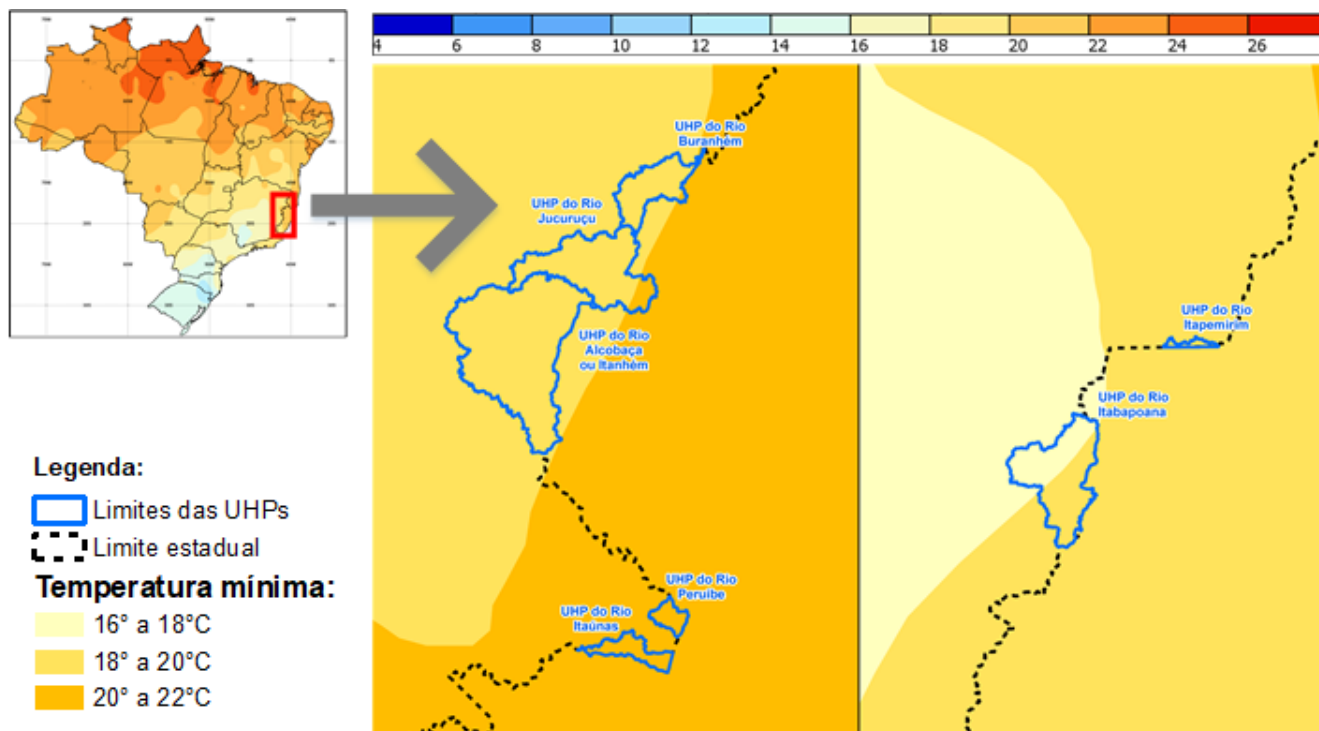 4 6 8 10 12 14 16 18 20 22 24 26
UHP do Rio
Buranhém
UHP do Rio
Jucuruçu
UHP do Rio
Alcobaça
ou Itanhém
UHP do Rio
Peruíbe
UHP do Rio
Itaúnas
UHP do Rio
Itapemirim
UHP do Rio
Itabapoana
Legenda:
Limites das UHPs
Limite estadual
Temperatura mínima:
16° a 18°C
18° a 20°C
20° a 22°C